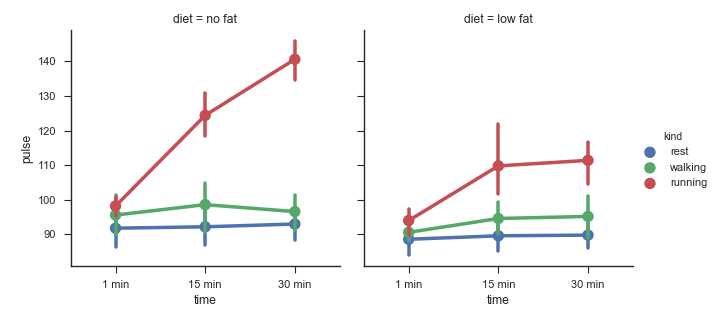 diet = no fat
diet = low fat
pulse
140
130
120
110
100
90
1 min
15 min
30 min
time
1 min
15 min
30 min
time
kind
rest
walking
running